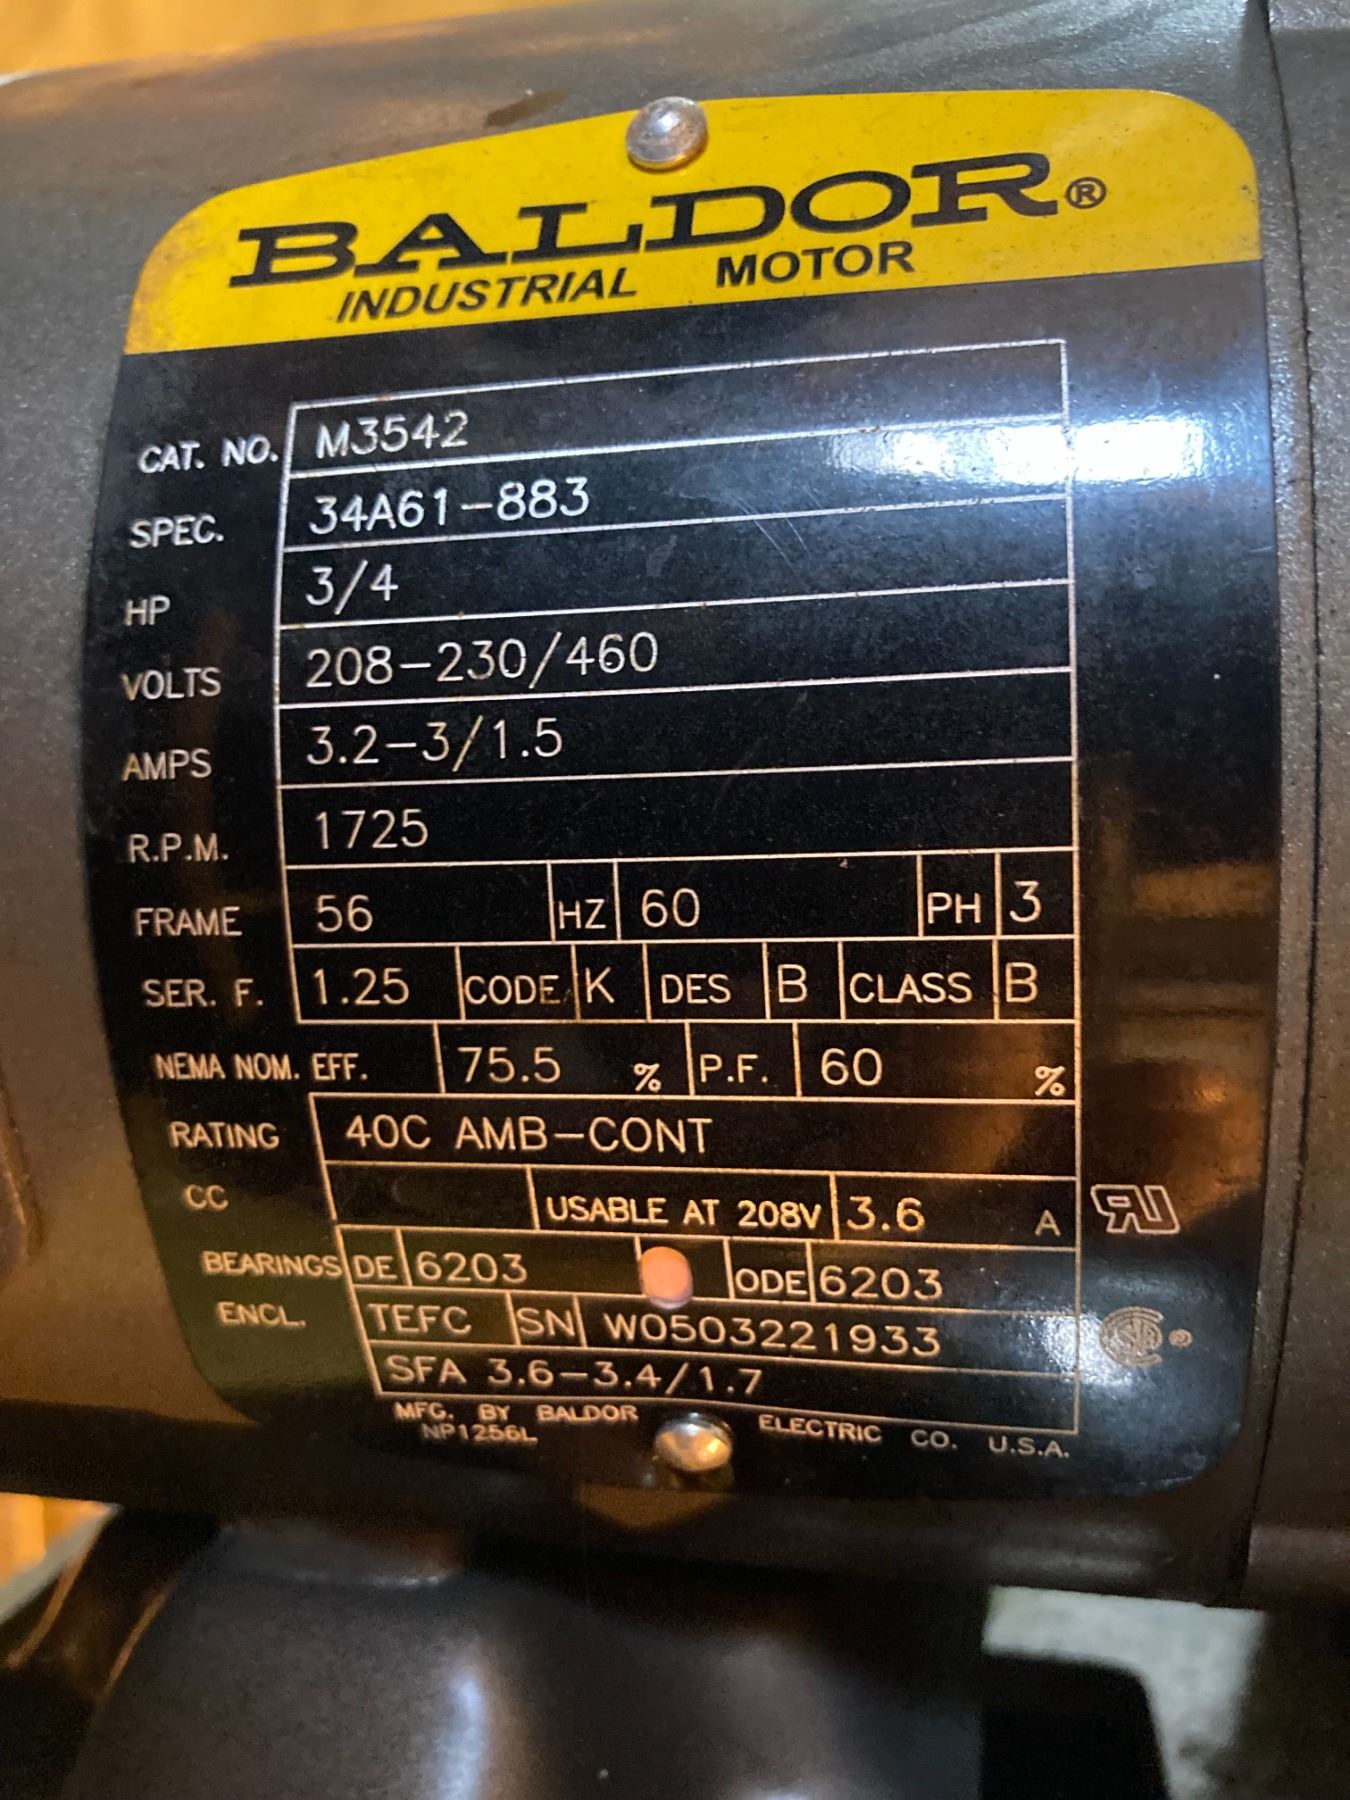 BALDOR®
INDUSTRIAL MOTOR
CAT. NO. M3542
SPEC. 34A61-883
HP 3/4
VOLTS 208-230/460
AMPS 3.2-3/1.5
R.P.M. 1725
FRAME 56 HZ 60 PH 3
SER. F. 1.25 CODE K DES B CLASS B
NEMA NOM. EFF. 75.5 % P.F. 60 %
RATING 40C AMB-CONT
CC USABLE AT 208V 3.6 A
BEARINGS DE 6203 ODE 6203
ENCL. TEFC SN W0503221933
SFA 3.6-3.4/1.7
MFG. BY BALDOR ELECTRIC CO. U.S.A.
NP1256L